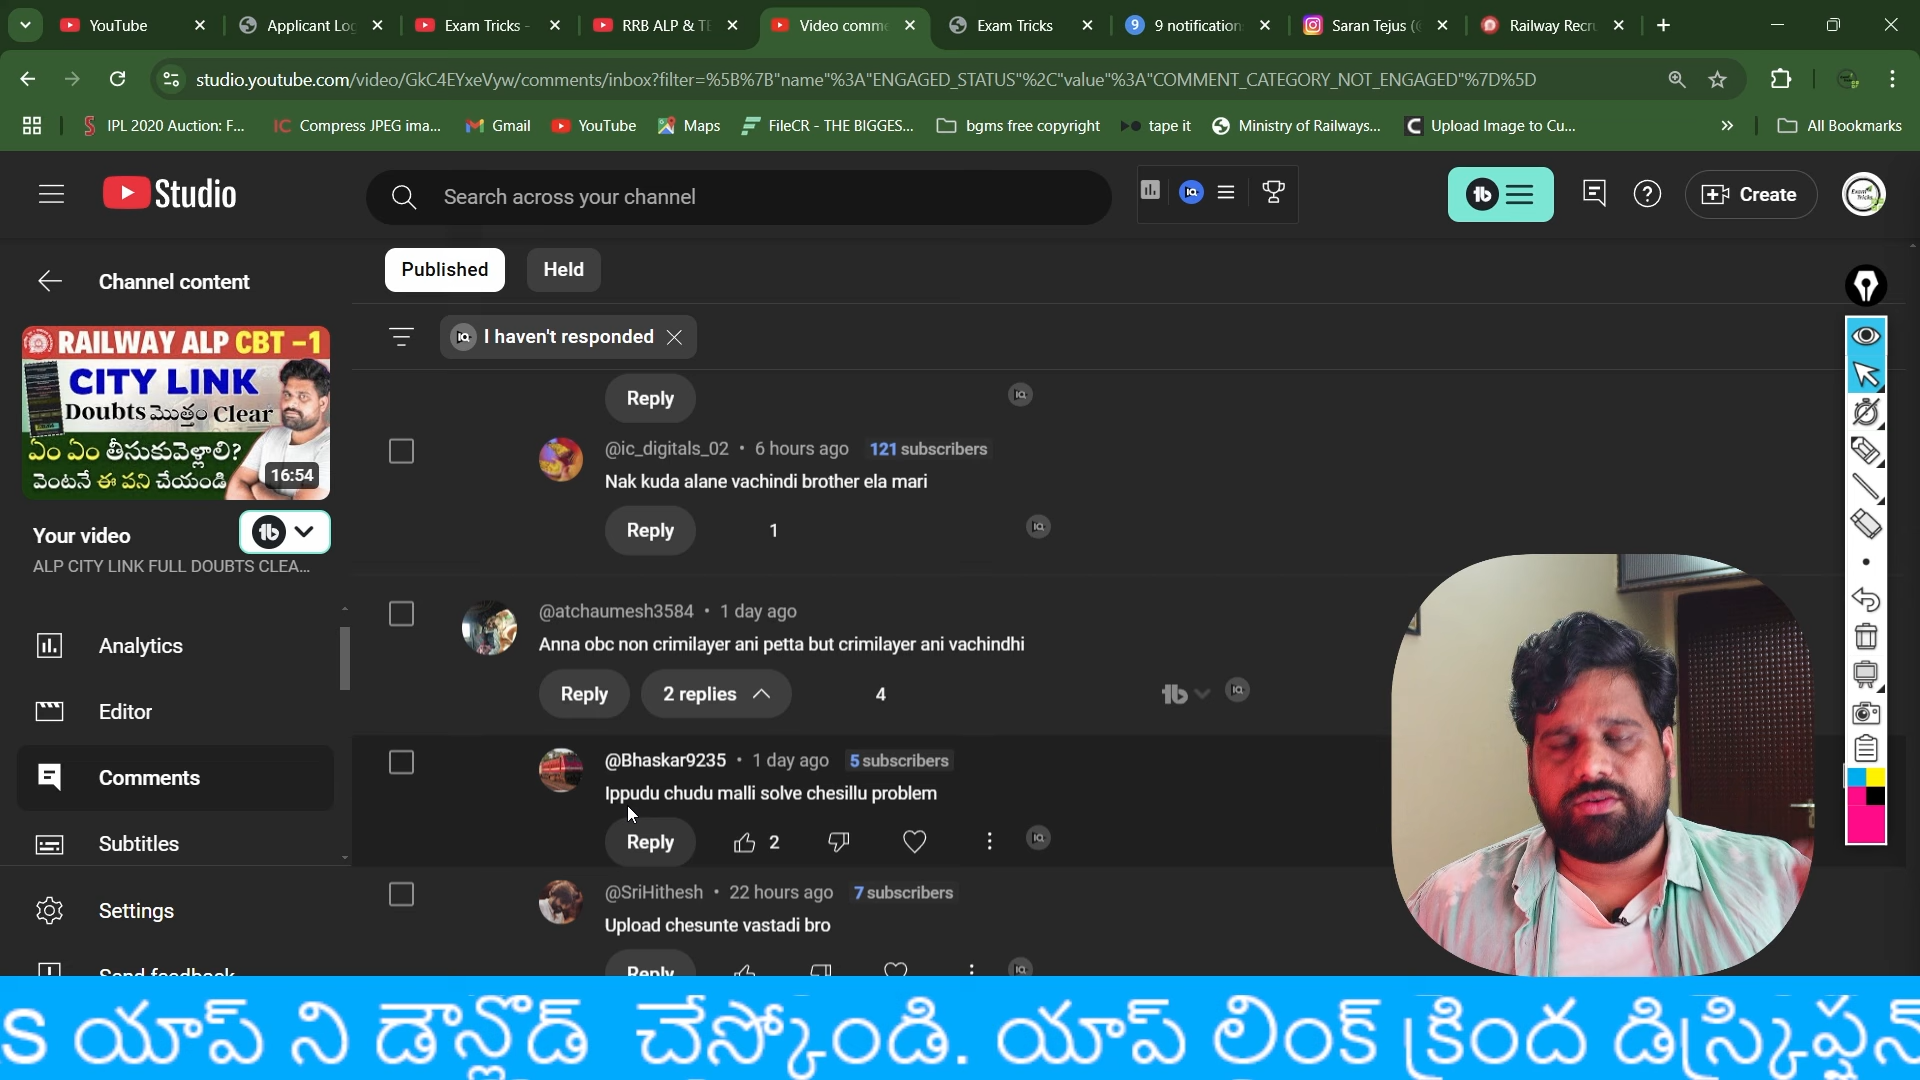 YouTube
Applicant Log
Exam Tricks -
RRB ALP & TE
Video comme
Exam Tricks
9 notification
Saran Tejus (
Railway Recru
studio.youtube.com/video/GkC4EYxeVyw/comments/inbox?filter=%5B%7B"name"%3A"ENGAGED_STATUS"%2C"value"%3A"COMMENT_CATEGORY_NOT_ENGAGED"%7D%5D
IPL 2020 Auction: F...
Compress JPEG ima...
Gmail
YouTube
Maps
FileCR - THE BIGGES...
bgms free copyright
tape it
Ministry of Railways...
Upload Image to Cu...
All Bookmarks
Studio
Search across your channel
Create
Channel content
Published
Held
I haven't responded
RAILWAY ALP CBT -1
CITY LINK
Doubts మొత్తం Clear
ఏం ఏం తీసుకువెళ్లాలి?
వెంటనే ఈ పని చేయండి
16:54
Your video
ALP CITY LINK FULL DOUBTS CLEA...
Analytics
Editor
Comments
Subtitles
Settings
Send feedback
Reply
@ic_digitals_02 • 6 hours ago 121 subscribers
Nak kuda alane vachindi brother ela mari
Reply 1
@atchaumesh3584 • 1 day ago
Anna obc non crimilayer ani petta but crimilayer ani vachindhi
Reply 2 replies 4
@Bhaskar9235 • 1 day ago 5 subscribers
Ippudu chudu malli solve chesillu problem
Reply 2
@SriHithesh • 22 hours ago 7 subscribers
Upload chesunte vastadi bro
Reply
S యాప్ ని డౌన్లొడ్ చేస్కోండి. యాప్ లింక్ క్రింద డిస్క్రిప్షన్